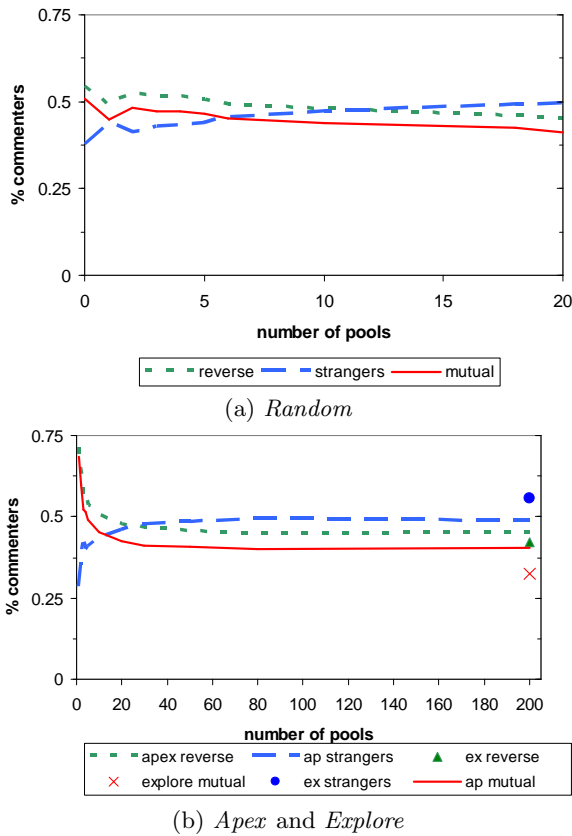 0.75
0.5
0.25
0
% commenters
0 5 10 15 20
number of pools
reverse strangers mutual
(a) Random
0.75
0.5
0.25
0
% commenters
0 20 40 60 80 100 120 140 160 180 200
number of pools
apex reverse ap strangers ex reverse
explore mutual ex strangers ap mutual
(b) Apex and Explore